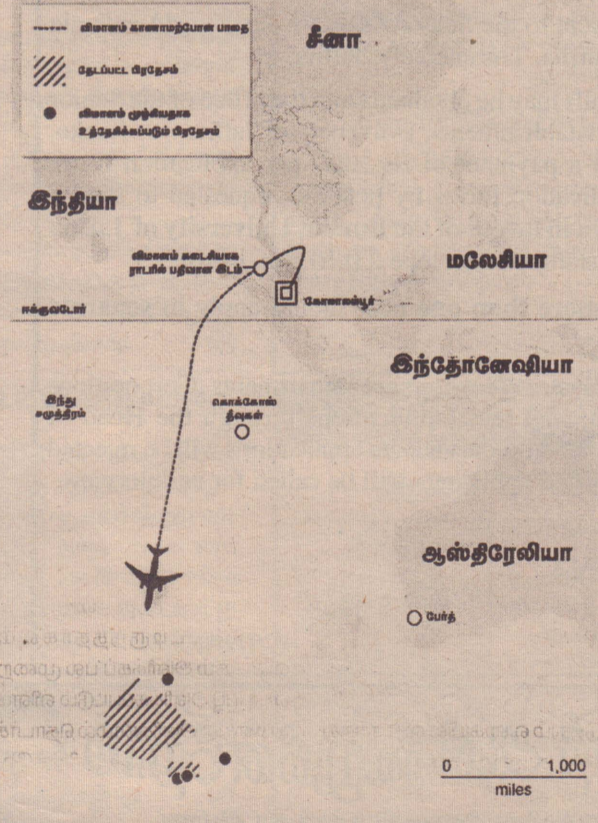 விமானம் காணாமற்போன பாதை
தேடப்பட்ட பிரதேசம்
விமானம் மூழ்கியதாக
உத்தேசிக்கப்படும் பிரதேசம்
சீனா
இந்தியா
விமானம் கடைசியாக
ராடரில் பதிவான இடம்
மலேசியா
கோலாலம்பூர்
ஈக்குவடோர்
இந்தோனேஷியா
இந்து
சமுத்திரம்
கொக்கோஸ்
தீவுகள்
ஆஸ்திரேலியா
பேர்த்
0 1,000
miles